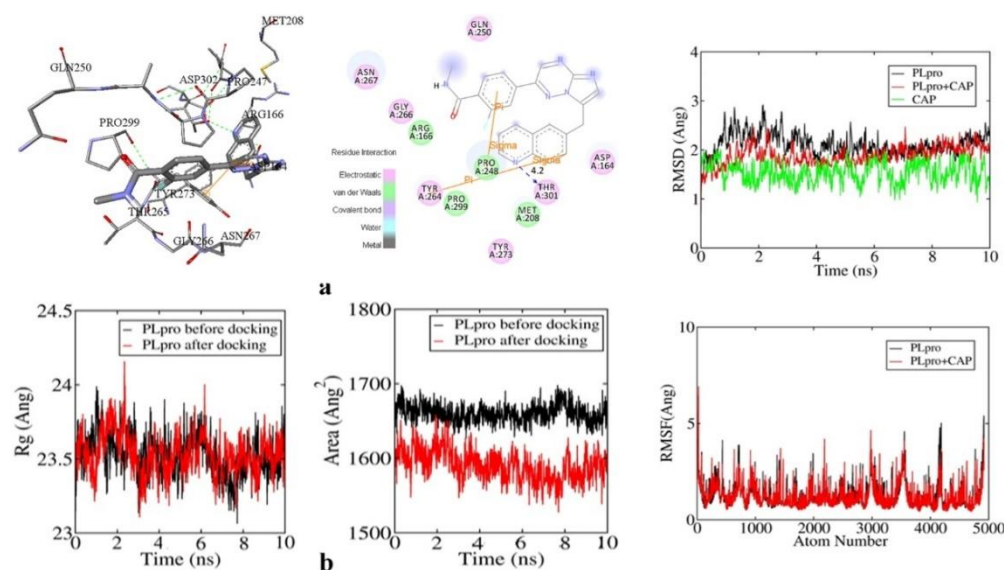 MET208
GLN250
ASP302
PRO247
ARG166
PRO299
TYR273
THR265
GLY266
ASN267
GLN
A:250
ASN
A:267
GLY
A:266
ARG
A:166
Pi
Sigma
Sigma
4.2
PRO
A:248
ASP
A:164
THR
A:301
Pi
TYR
A:264
PRO
A:299
MET
A:208
TYR
A:273
H
N
O
N
N
N
N
Residue Interaction
Electrostatic
van der Waals
Covalent bond
Water
Metal
a
RMSD (Ang)
4
3
2
1
0
PLpro
PLpro+CAP
CAP
0 2 4 6 8 10
Time (ns)
Rg (Ang)
24.5
24
23.5
23
PLpro before docking
PLpro after docking
0 2 4 6 8 10
Time (ns)
Area (Ang²)
1800
1700
1600
1500
PLpro before docking
PLpro after docking
0 2 4 6 8 10
Time (ns)
b
RMSF(Ang)
10
5
0
PLpro
PLpro+CAP
0 1000 2000 3000 4000 5000
Atom Number